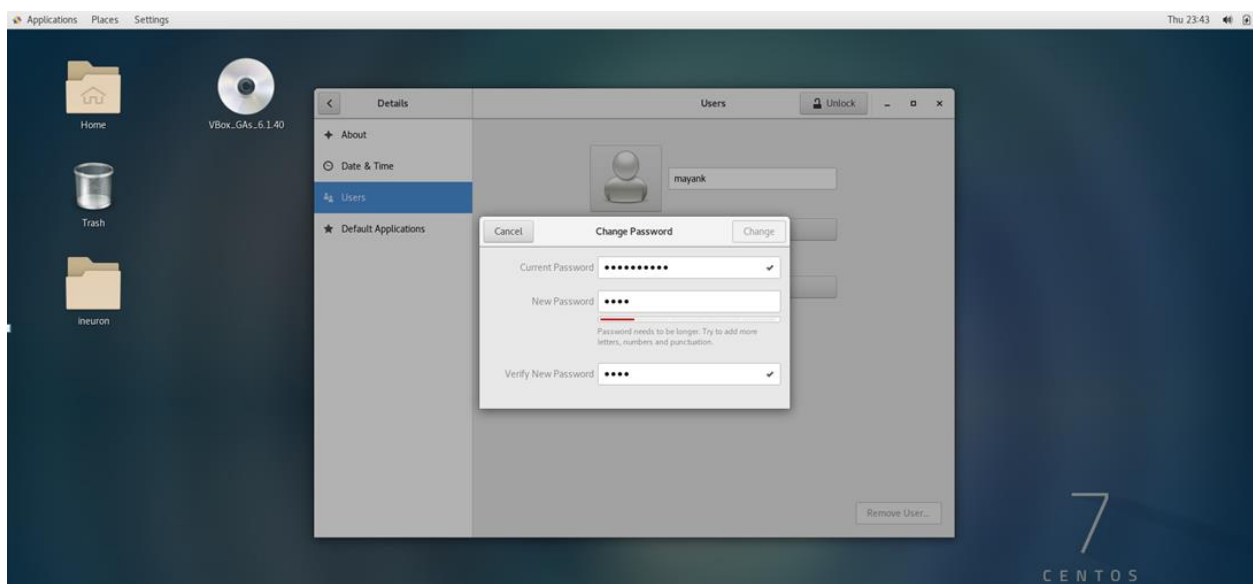 Applications Places Settings
Thu 23:43
Home
VBox_GAs_6.1.40
Trash
ineuron
Details
Users
Unlock
About
Date & Time
Users
Default Applications
mayank
Cancel
Change Password
Change
Current Password
New Password
Password needs to be longer. Try to add more
letters, numbers and punctuation.
Verify New Password
Remove User...
7
CENTOS